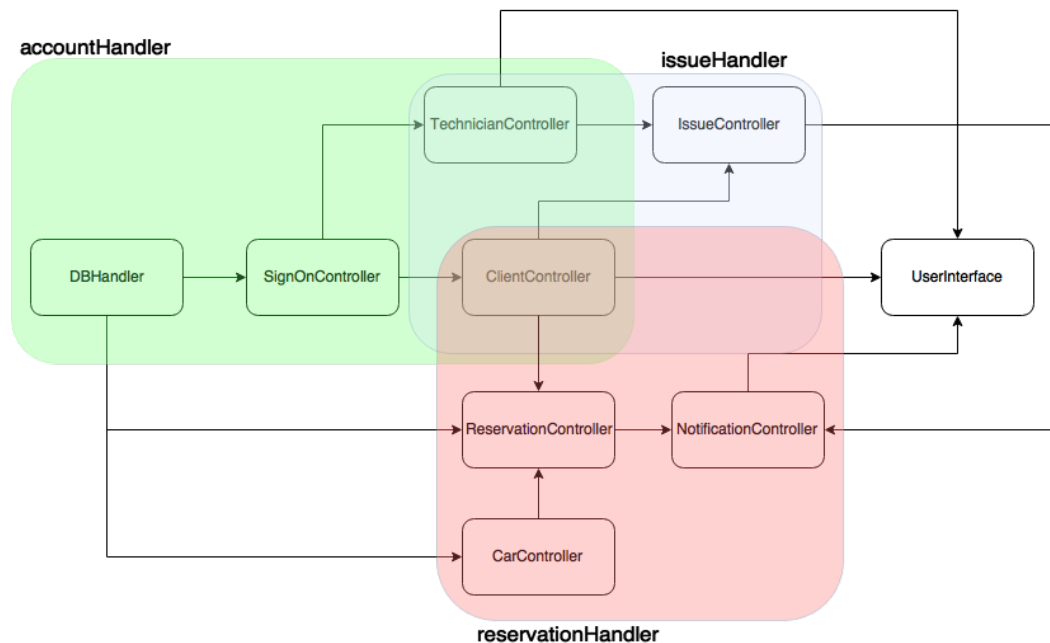 accountHandler
issueHandler
TechnicianController
IssueController
DBHandler
SignOnController
ClientController
UserInterface
ReservationController
NotificationController
CarController
reservationHandler